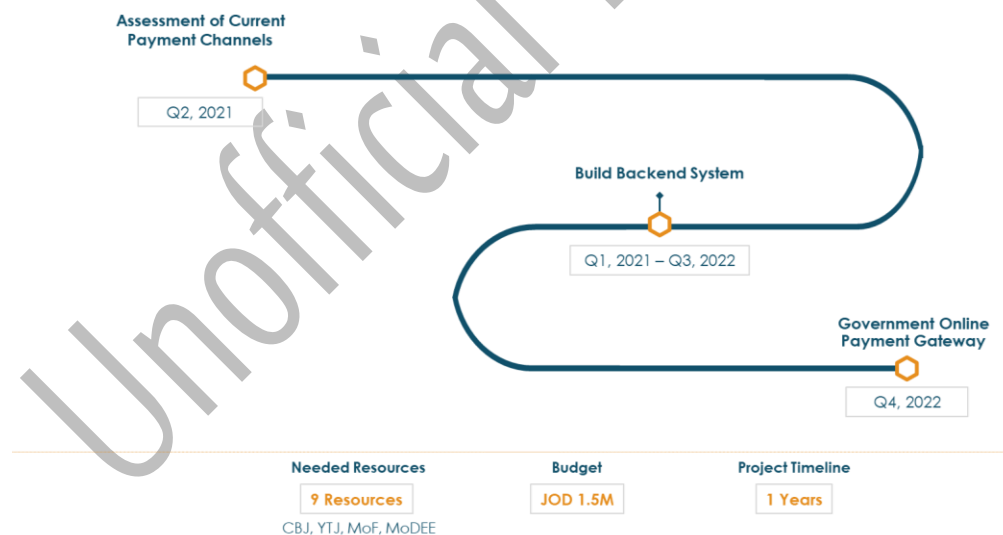 Assessment of Current
Payment Channels
Q2, 2021
Build Backend System
Q1, 2021 – Q3, 2022
Government Online
Payment Gateway
Q4, 2022
Needed Resources
9 Resources
CBJ, YTJ, MoF, MoDEE
Budget
JOD 1.5M
Project Timeline
1 Years
Unofficial